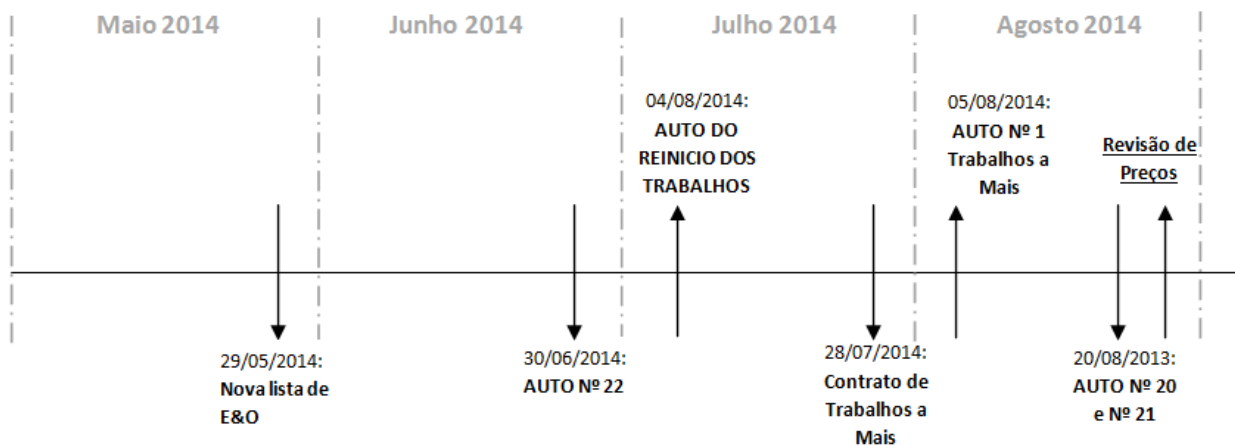 Maio 2014
Junho 2014
Julho 2014
Agosto 2014
04/08/2014:
AUTO DO
REINICIO DOS
TRABALHOS
05/08/2014:
AUTO Nº 1
Trabalhos a
Mais
Revisão de
Preços
29/05/2014:
Nova lista de
E&O
30/06/2014:
AUTO Nº 22
28/07/2014:
Contrato de
Trabalhos a
Mais
20/08/2013:
AUTO Nº 20
e Nº 21